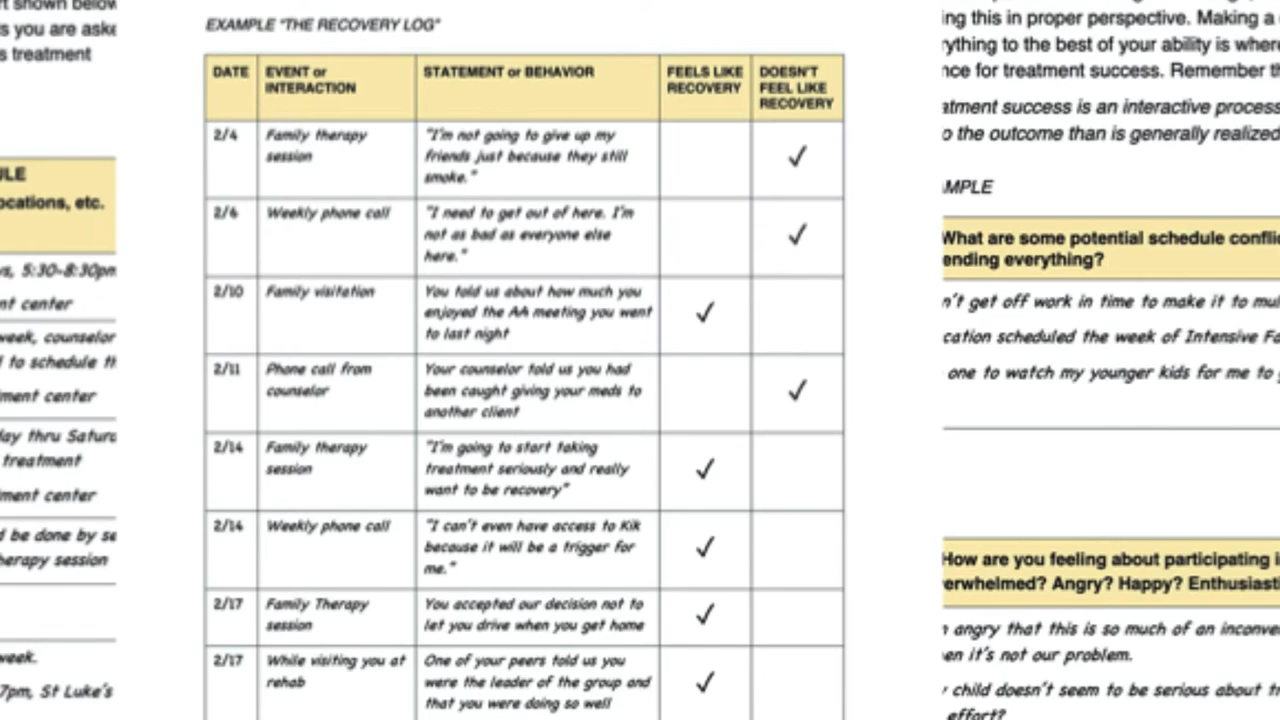 rt shown below
s you are aske
s treatment
ULE
ocations, etc.
ys, 5:30-8:30pm
nt center
week, counselor
d to schedule th
tment center
day thru Saturd
treatment
tment center
d be done by se
herapy session
week.
7pm, St Luke's
EXAMPLE "THE RECOVERY LOG"
DATE
EVENT or
INTERACTION
STATEMENT or BEHAVIOR
FEELS LIKE
RECOVERY
DOESN'T
FEEL LIKE
RECOVERY
2/4
Family therapy
session
"I'm not going to give up my
friends just because they still
smoke."
✓
2/6
Weekly phone call
"I need to get out of here. I'm
not as bad as everyone else
here."
✓
2/10
Family visitation
You told us about how much you
enjoyed the AA meeting you went
to last night
✓
2/11
Phone call from
counselor
Your counselor told us you had
been caught giving your meds to
another client
✓
2/14
Family therapy
session
"I'm going to start taking
treatment seriously and really
want to be recovery"
✓
2/14
Weekly phone call
"I can't even have access to Kik
because it will be a trigger for
me."
✓
2/17
Family Therapy
session
You accepted our decision not to
let you drive when you get home
✓
2/17
While visiting you at
rehab
One of your peers told us you
were the leader of the group and
that you were doing so well
✓
ing this in proper perspective. Making a
rything to the best of your ability is where
nce for treatment success. Remember th
atment success is an interactive process
o the outcome than is generally realized
AMPLE
What are some potential schedule conflic
ending everything?
n't get off work in time to make it to mul
cation scheduled the week of Intensive Fa
one to watch my younger kids for me to g
How are you feeling about participating i
erwhelmed? Angry? Happy? Enthusiasti
angry that this is so much of an inconve
en it's not our problem.
child doesn't seem to be serious about th
effort?